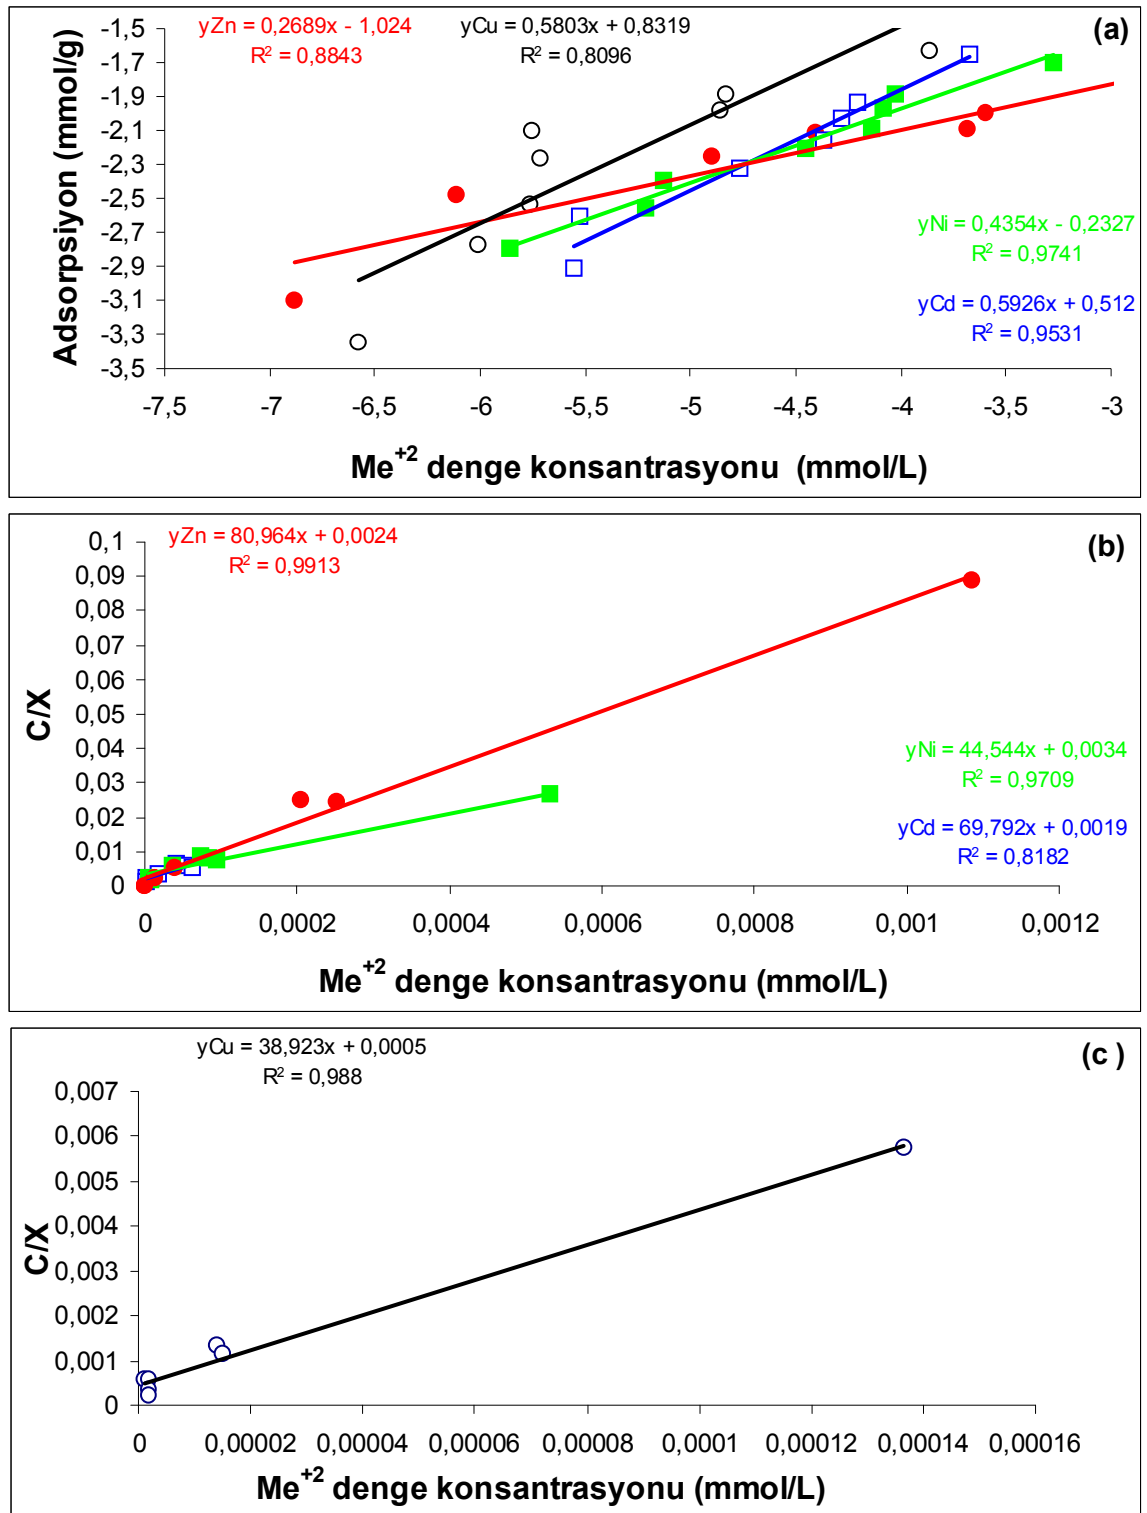 yZn = 0,2689x - 1,024
R² = 0,8843
yCu = 0,5803x + 0,8319
R² = 0,8096
(a)
Adsorpsiyon (mmol/g)
-1,5
-1,7
-1,9
-2,1
-2,3
-2,5
-2,7
-2,9
-3,1
-3,3
-3,5
yNi = 0,4354x - 0,2327
R² = 0,9741
yCd = 0,5926x + 0,512
R² = 0,9531
-7,5 -7 -6,5 -6 -5,5 -5 -4,5 -4 -3,5 -3
Me⁺² denge konsantrasyonu (mmol/L)
yZn = 80,964x + 0,0024
R² = 0,9913
(b)
C/X
0,1
0,09
0,08
0,07
0,06
0,05
0,04
0,03
0,02
0,01
0
yNi = 44,544x + 0,0034
R² = 0,9709
yCd = 69,792x + 0,0019
R² = 0,8182
0 0,0002 0,0004 0,0006 0,0008 0,001 0,0012
Me⁺² denge konsantrasyonu (mmol/L)
yCu = 38,923x + 0,0005
R² = 0,988
(c )
C/X
0,007
0,006
0,005
0,004
0,003
0,002
0,001
0
0 0,00002 0,00004 0,00006 0,00008 0,0001 0,00012 0,00014 0,00016
Me⁺² denge konsantrasyonu (mmol/L)